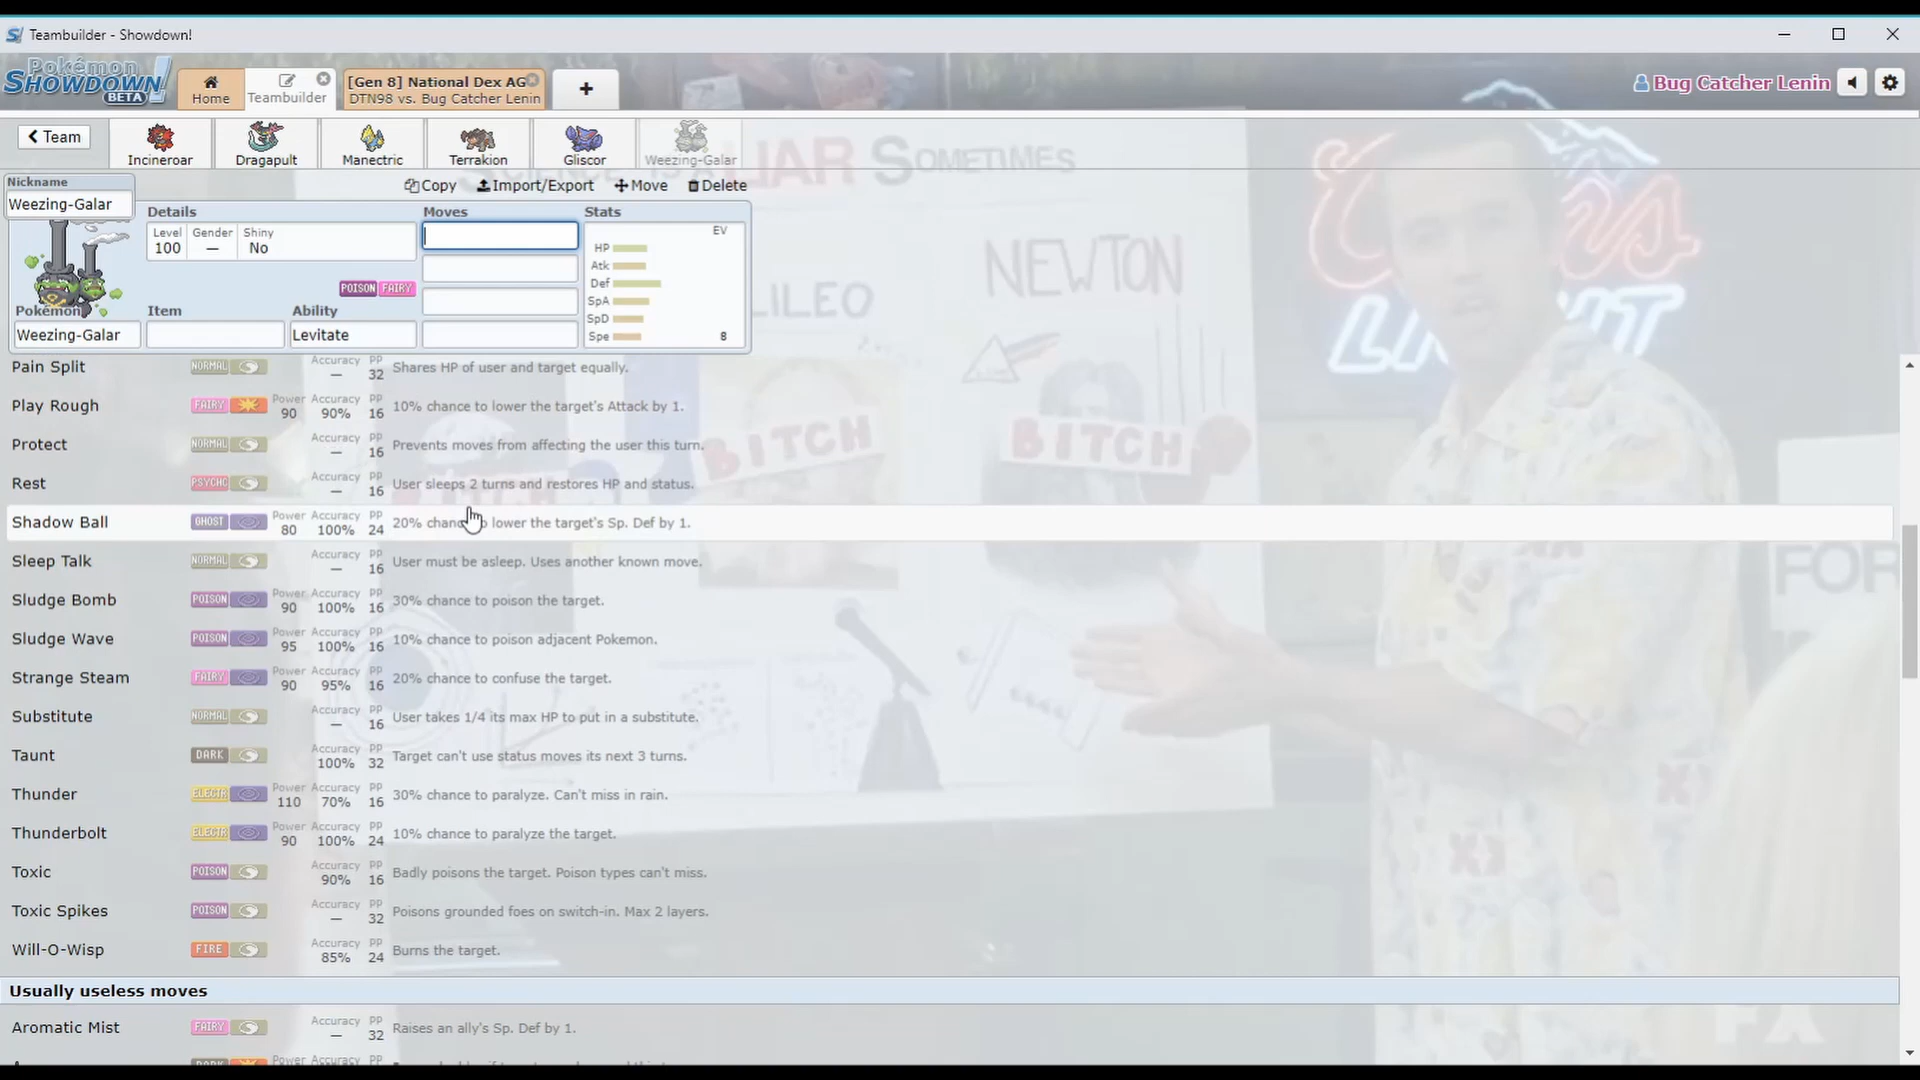 Teambuilder - Showdown!
Pokémon
SHOWDOWN!
BETA
Home
Teambuilder
[Gen 8] National Dex AG
DTN98 vs. Bug Catcher Lenin
+
Bug Catcher Lenin
Team
Incineroar
Dragapult
Manectric
Terrakion
Gliscor
Weezing-Galar
LIAR SOMETIMES
Nickname
Weezing-Galar
Copy
Import/Export
Move
Delete
Details
Moves
Stats
Level
100
Gender
—
Shiny
No
EV
HP
Atk
Def
SpA
SpD
Spe
8
POISON FAIRY
Pokémon
Weezing-Galar
Item
Ability
Levitate
ILEO
NEWTON
Pain Split NORMAL Accuracy — PP 32 Shares HP of user and target equally.
Play Rough FAIRY Power 90 Accuracy 90% PP 16 10% chance to lower the target's Attack by 1.
Protect NORMAL Accuracy — PP 16 Prevents moves from affecting the user this turn.
Rest PSYCHC Accuracy — PP 16 User sleeps 2 turns and restores HP and status.
Shadow Ball GHOST Power 80 Accuracy 100% PP 24 20% chance to lower the target's Sp. Def by 1.
Sleep Talk NORMAL Accuracy — PP 16 User must be asleep. Uses another known move.
Sludge Bomb POISON Power 90 Accuracy 100% PP 16 30% chance to poison the target.
Sludge Wave POISON Power 95 Accuracy 100% PP 16 10% chance to poison adjacent Pokemon.
Strange Steam FAIRY Power 90 Accuracy 95% PP 16 20% chance to confuse the target.
Substitute NORMAL Accuracy — PP 16 User takes 1/4 its max HP to put in a substitute.
Taunt DARK Accuracy 100% PP 32 Target can't use status moves its next 3 turns.
Thunder ELECTR Power 110 Accuracy 70% PP 16 30% chance to paralyze. Can't miss in rain.
Thunderbolt ELECTR Power 90 Accuracy 100% PP 24 10% chance to paralyze the target.
Toxic POISON Accuracy 90% PP 16 Badly poisons the target. Poison types can't miss.
Toxic Spikes POISON Accuracy — PP 32 Poisons grounded foes on switch-in. Max 2 layers.
Will-O-Wisp FIRE Accuracy 85% PP 24 Burns the target.
Usually useless moves
Aromatic Mist FAIRY Accuracy — PP 32 Raises an ally's Sp. Def by 1.
BITCH
BITCH
FOR
FX